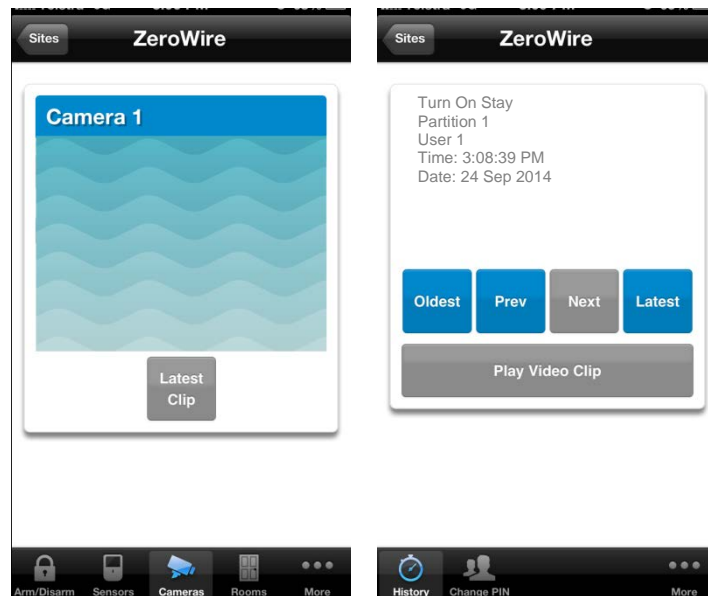 Sites
ZeroWire
Camera 1
Latest
Clip
Arm/Disarm
Sensors
Cameras
Rooms
More
Sites
ZeroWire
Turn On Stay
Partition 1
User 1
Time: 3:08:39 PM
Date: 24 Sep 2014
Oldest
Prev
Next
Latest
Play Video Clip
History
Change PIN
More